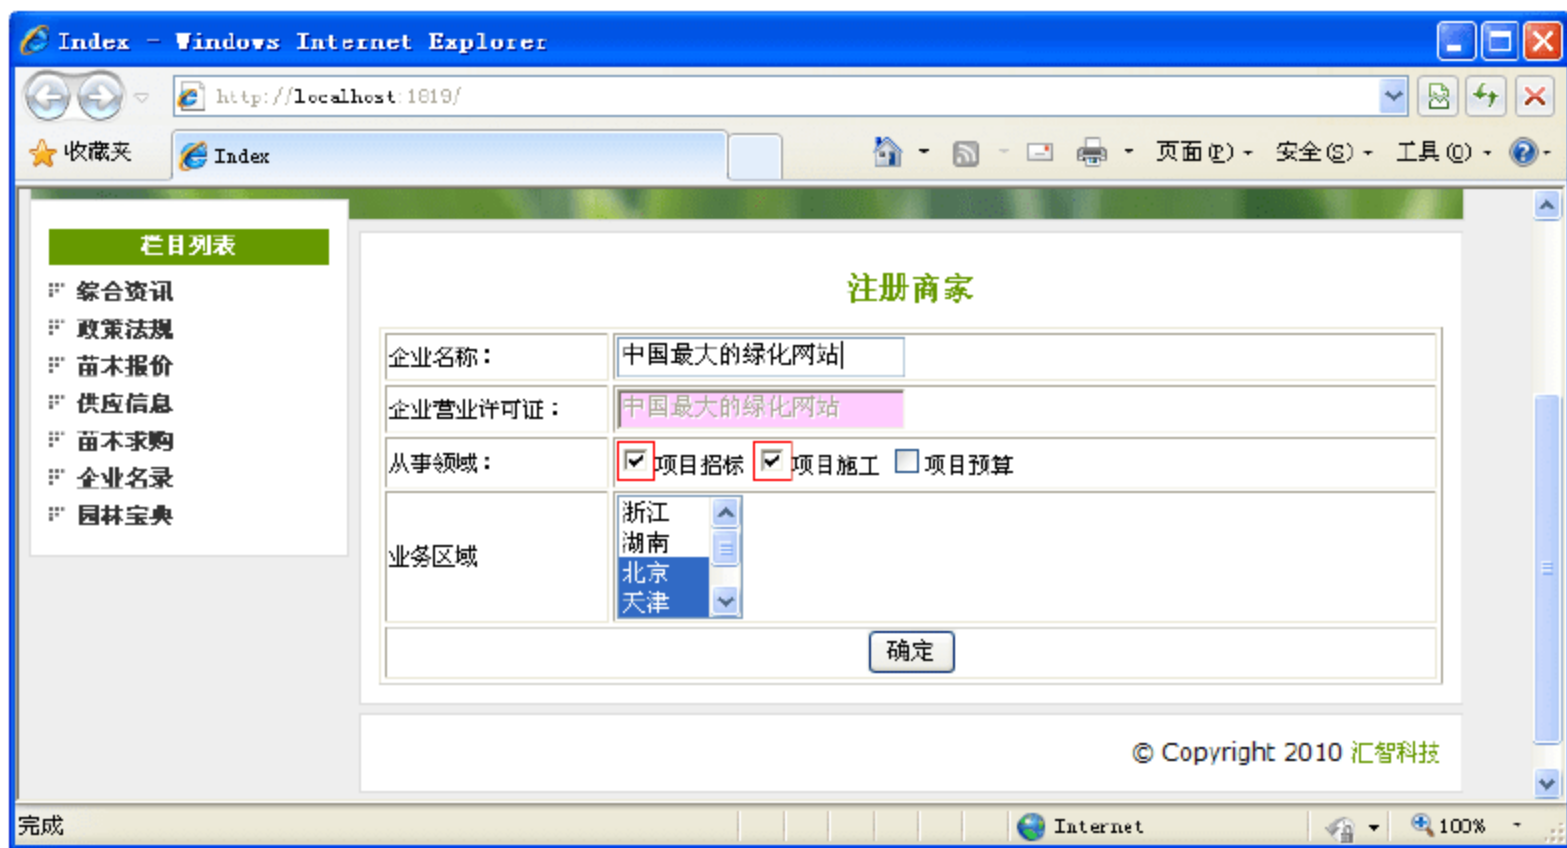 Index - Windows Internet Explorer
http://localhost:1819/
收藏夹 Index 页面(P) 安全(S) 工具(O)
栏目列表
综合资讯
政策法规
苗木报价
供应信息
苗木求购
企业名录
园林宝典
注册商家
企业名称： 中国最大的绿化网站
企业营业许可证： 中国最大的绿化网站
从事领域： 项目招标 项目施工 项目预算
业务区域
浙江
湖南
北京
天津
确定
© Copyright 2010 汇智科技
完成 Internet 100%